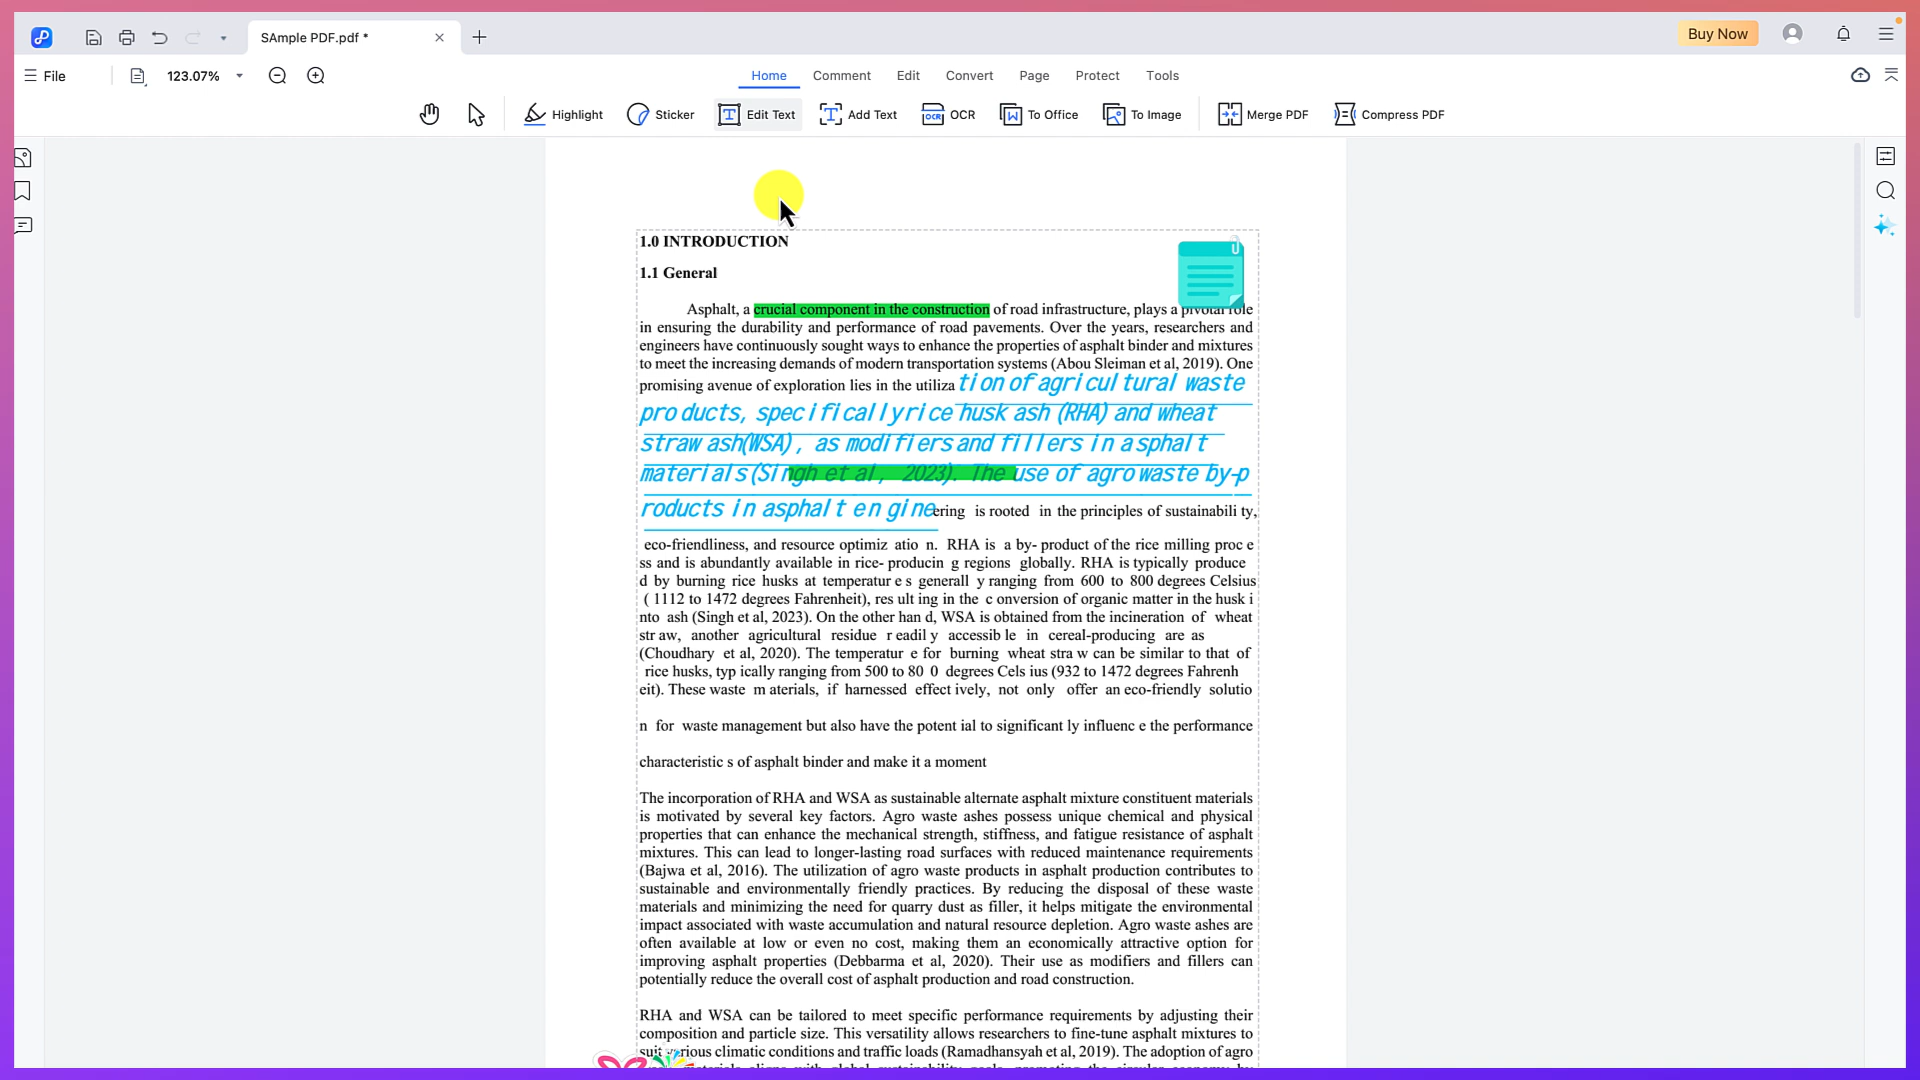 SAmple PDF.pdf *
Buy Now
File
123.07%
Home Comment Edit Convert Page Protect Tools
Highlight Sticker Edit Text Add Text OCR To Office To Image Merge PDF Compress PDF
1.0 INTRODUCTION
1.1 General
Asphalt, a crucial component in the construction of road infrastructure, plays a pivotal role
in ensuring the durability and performance of road pavements. Over the years, researchers and
engineers have continuously sought ways to enhance the properties of asphalt binder and mixtures
to meet the increasing demands of modern transportation systems (Abou Sleiman et al, 2019). One
promising avenue of exploration lies in the utiliza tion of agricultural waste
products, specifically rice husk ash (RHA) and wheat
straw ash(WSA), as modifiers and fillers in asphalt
materials(Singh et al, 2023). The use of agro waste by-p
roducts in asphalt engineering is rooted in the principles of sustainabili ty,
eco-friendliness, and resource optimiz atio n. RHA is a by- product of the rice milling proc e
ss and is abundantly available in rice- producin g regions globally. RHA is typically produce
d by burning rice husks at temperatur e s generall y ranging from 600 to 800 degrees Celsius
( 1112 to 1472 degrees Fahrenheit), res ult ing in the c onversion of organic matter in the husk i
nto ash (Singh et al, 2023). On the other han d, WSA is obtained from the incineration of wheat
str aw, another agricultural residue r eadil y accessib le in cereal-producing are as
(Choudhary et al, 2020). The temperatur e for burning wheat stra w can be similar to that of
rice husks, typ ically ranging from 500 to 80 0 degrees Cels ius (932 to 1472 degrees Fahrenh
eit). These waste m aterials, if harnessed effect ively, not only offer an eco-friendly solutio
n for waste management but also have the potent ial to significant ly influenc e the performance
characteristic s of asphalt binder and make it a moment
The incorporation of RHA and WSA as sustainable alternate asphalt mixture constituent materials
is motivated by several key factors. Agro waste ashes possess unique chemical and physical
properties that can enhance the mechanical strength, stiffness, and fatigue resistance of asphalt
mixtures. This can lead to longer-lasting road surfaces with reduced maintenance requirements
(Bajwa et al, 2016). The utilization of agro waste products in asphalt production contributes to
sustainable and environmentally friendly practices. By reducing the disposal of these waste
materials and minimizing the need for quarry dust as filler, it helps mitigate the environmental
impact associated with waste accumulation and natural resource depletion. Agro waste ashes are
often available at low or even no cost, making them an economically attractive option for
improving asphalt properties (Debbarma et al, 2020). Their use as modifiers and fillers can
potentially reduce the overall cost of asphalt production and road construction.
RHA and WSA can be tailored to meet specific performance requirements by adjusting their
composition and particle size. This versatility allows researchers to fine-tune asphalt mixtures to
suit various climatic conditions and traffic loads (Ramadhansyah et al, 2019). The adoption of agro